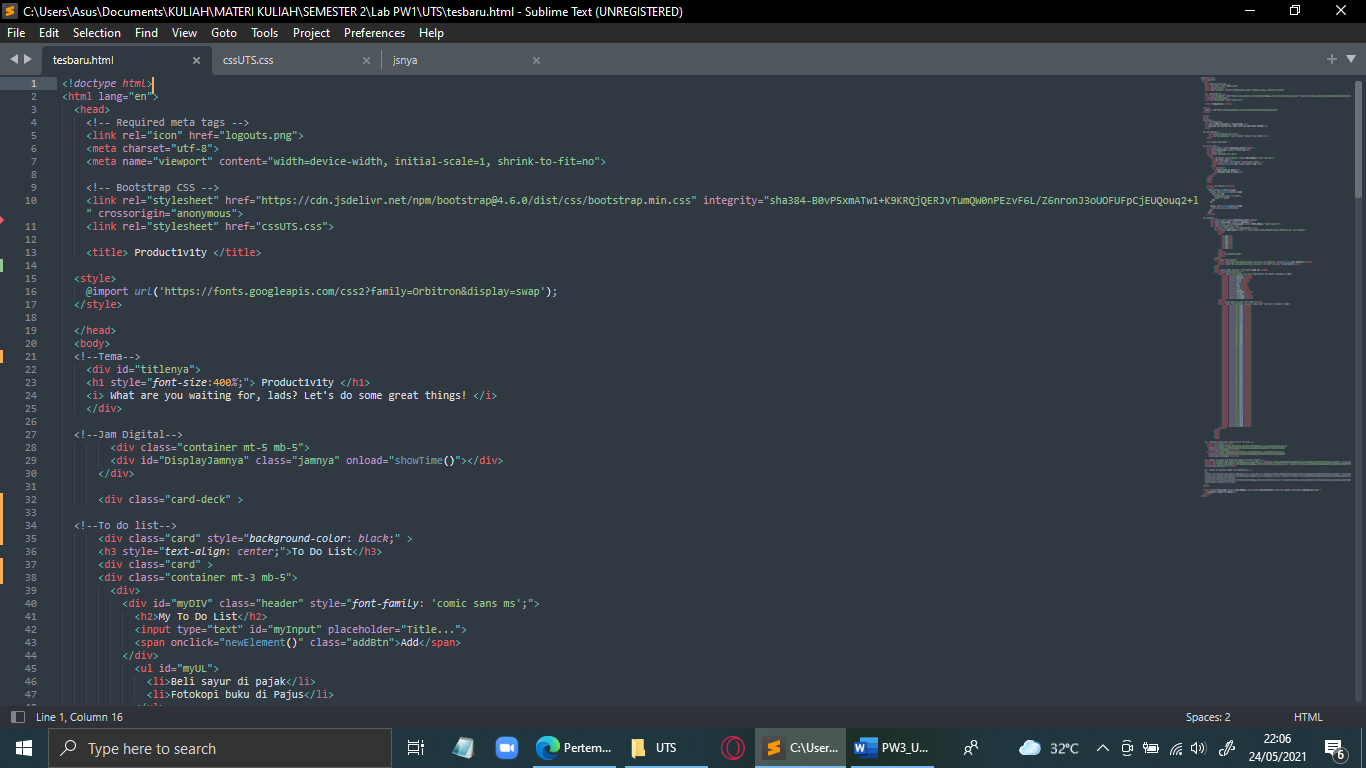 C:\Users\Asus\Documents\KULIAH\MATERI KULIAH\SEMESTER 2\Lab PW1\UTS\tesbaru.html - Sublime Text (UNREGISTERED)
File Edit Selection Find View Goto Tools Project Preferences Help
tesbaru.html cssUTS.css jsnya
1 <!doctype html>
2 <html lang="en">
3 <head>
4 <!-- Required meta tags -->
5 <link rel="icon" href="logouts.png">
6 <meta charset="utf-8">
7 <meta name="viewport" content="width=device-width, initial-scale=1, shrink-to-fit=no">
8
9 <!-- Bootstrap CSS -->
10 <link rel="stylesheet" href="https://cdn.jsdelivr.net/npm/bootstrap@4.6.0/dist/css/bootstrap.min.css" integrity="sha384-B0vP5xmATw1+K9KRQjQERJvTumQW0nPEzvF6L/Z6nronJ3oUOFUFpCjEUQouq2+l
" crossorigin="anonymous">
11 <link rel="stylesheet" href="cssUTS.css">
12
13 <title> Product1v1ty </title>
14
15 <style>
16 @import url('https://fonts.googleapis.com/css2?family=Orbitron&display=swap');
17 </style>
18
19 </head>
20 <body>
21 <!--Tema-->
22 <div id="titlenya">
23 <h1 style="font-size:400%;"> Product1v1ty </h1>
24 <i> What are you waiting for, lads? Let's do some great things! </i>
25 </div>
26
27 <!--Jam Digital-->
28 <div class="container mt-5 mb-5">
29 <div id="DisplayJamnya" class="jamnya" onload="showTime()"></div>
30 </div>
31
32 <div class="card-deck" >
33
34 <!--To do list-->
35 <div class="card" style="background-color: black;" >
36 <h3 style="text-align: center;">To Do List</h3>
37 <div class="card" >
38 <div class="container mt-3 mb-5">
39 <div>
40 <div id="myDIV" class="header" style="font-family: 'comic sans ms';">
41 <h2>My To Do List</h2>
42 <input type="text" id="myInput" placeholder="Title...">
43 <span onclick="newElement()" class="addBtn">Add</span>
44 </div>
45 <ul id="myUL">
46 <li>Beli sayur di pajak</li>
47 <li>Fotokopi buku di Pajus</li>
Line 1, Column 16 Spaces: 2 HTML
Type here to search Pertem... UTS C:\User... PW3_U... 32°C 22:06
24/05/2021 6